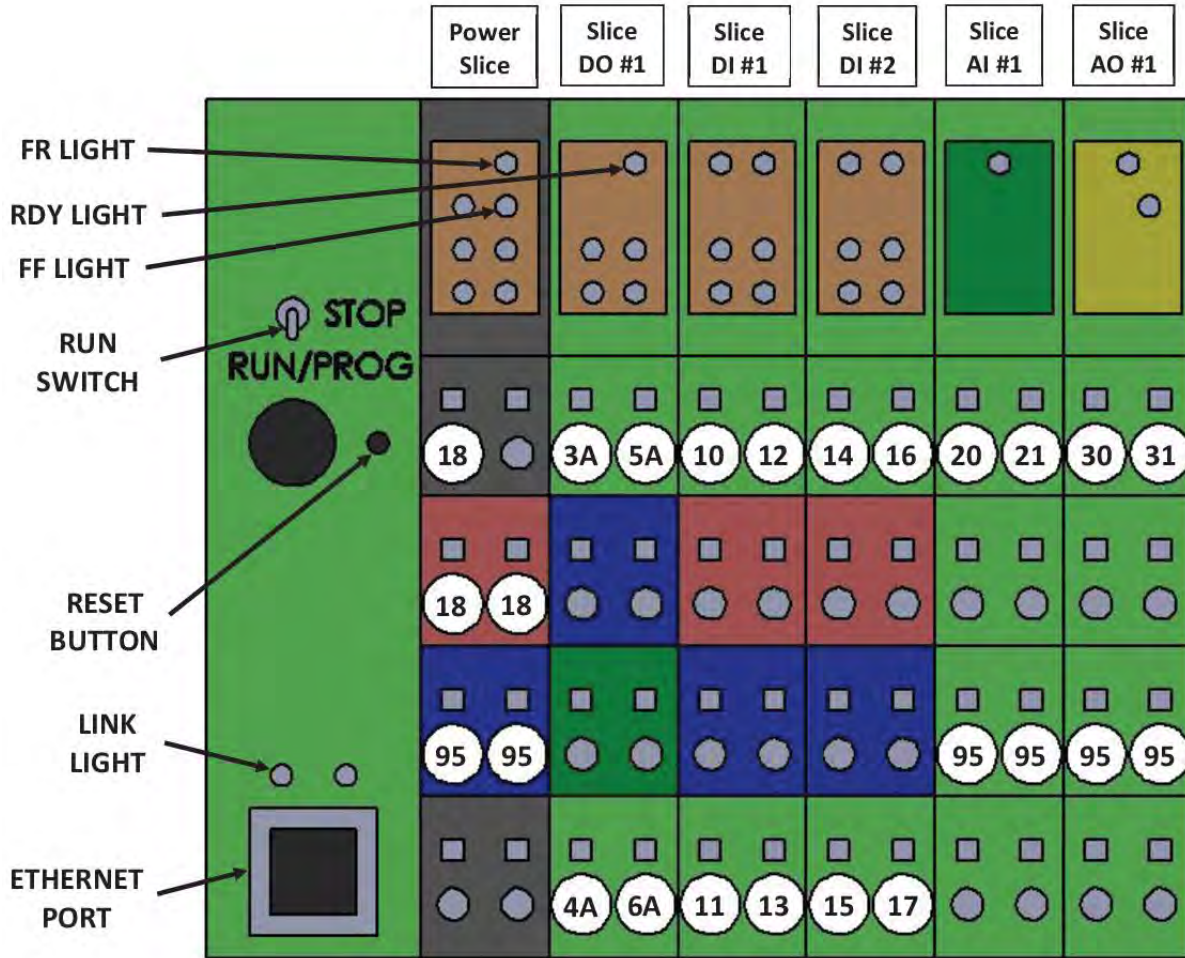 Power
Slice
Slice
DO #1
Slice
DI #1
Slice
DI #2
Slice
AI #1
Slice
AO #1
FR LIGHT
RDY LIGHT
FF LIGHT
STOP
RUN
SWITCH
RUN/PROG
18 3A 5A 10 12 14 16 20 21 30 31
18 18
RESET
BUTTON
LINK
LIGHT
95 95 95 95 95 95
ETHERNET
PORT
4A 6A 11 13 15 17